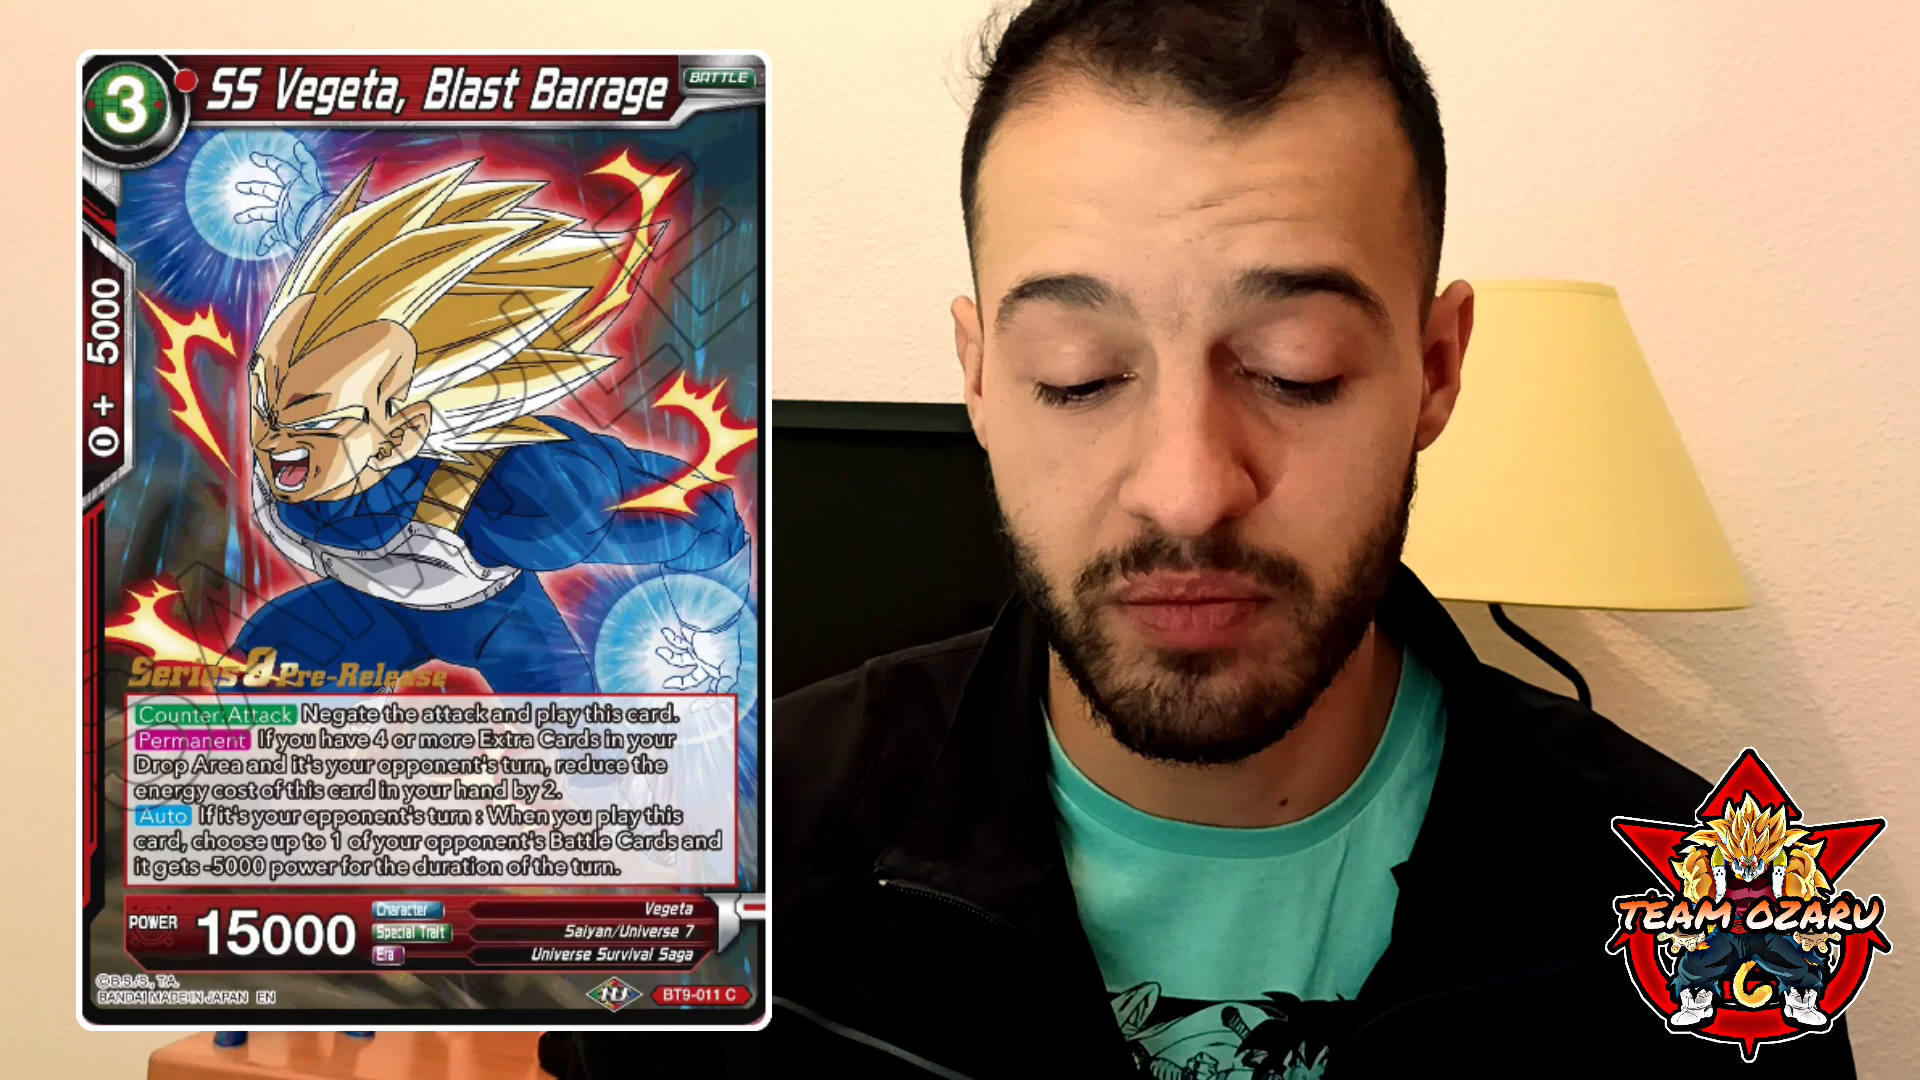 3
SS Vegeta, Blast Barrage
BATTLE
0 + 5000
SAMPLE
Series 8 Pre-Release
Counter:Attack Negate the attack and play this card.
Permanent If you have 4 or more Extra Cards in your
Drop Area and it's your opponent's turn, reduce the
energy cost of this card in your hand by 2.
Auto If it's your opponent's turn : When you play this
card, choose up to 1 of your opponent's Battle Cards and
it gets -5000 power for the duration of the turn.
POWER 15000
Character Vegeta
Special Trait Saiyan/Universe 7
Era Universe Survival Saga
©B.S./S., T.A.
BANDAI MADE IN JAPAN EN
BT9-011 C
TEAM OZARU